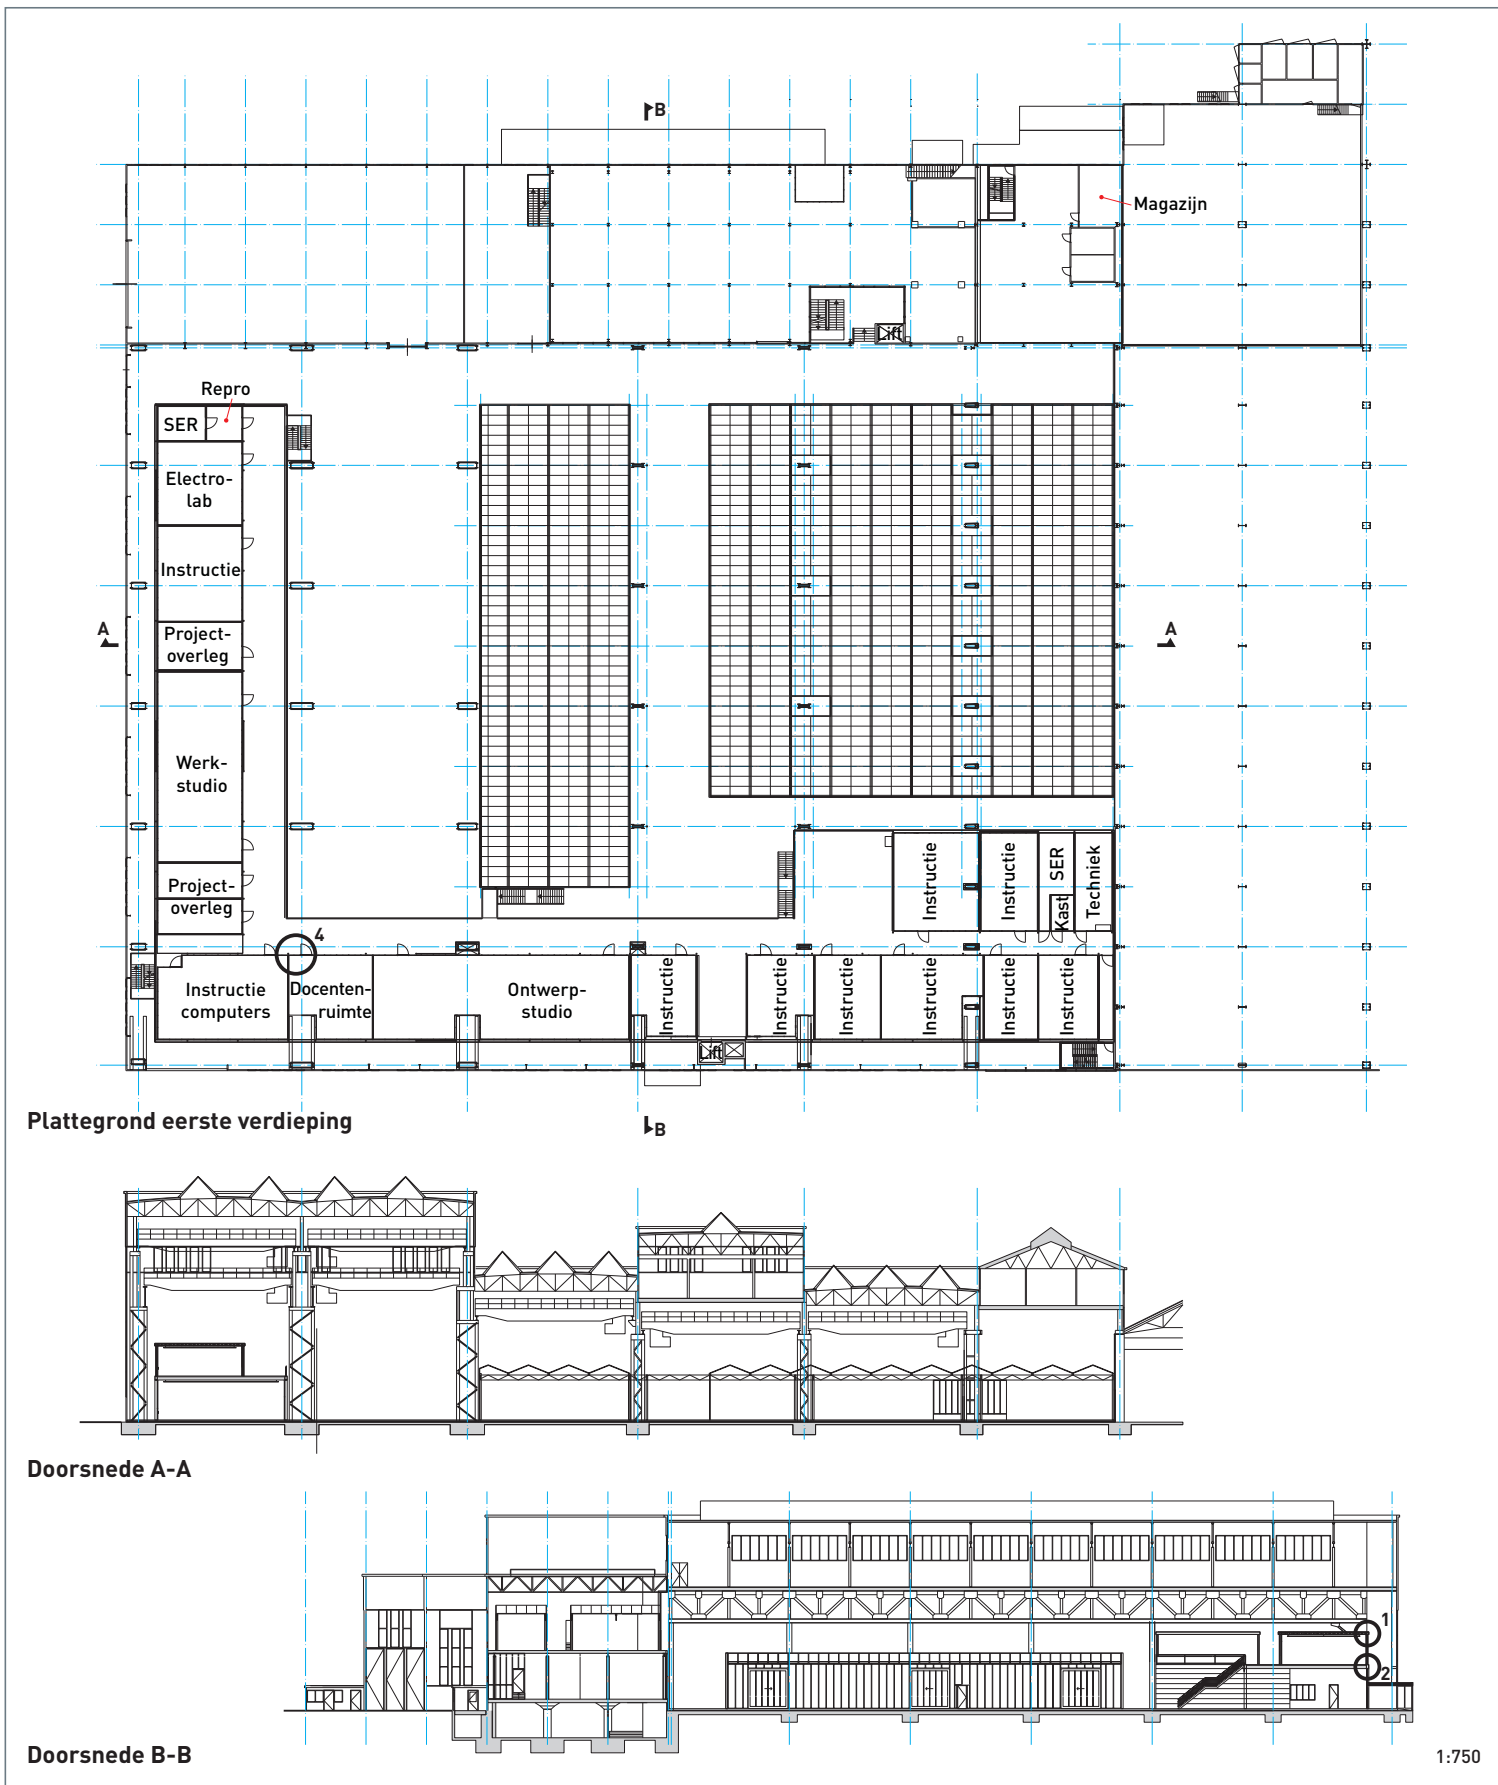 B
Magazijn
Lift
Repro
SER
Electro-
lab
Instructie
A
Project-
overleg
A
Werk-
studio
Project-
overleg
Instructie
Instructie
SER
Kast
Techniek
4
Instructie
computers
Docenten-
ruimte
Ontwerp-
studio
Instructie
Instructie
Instructie
Instructie
Instructie
Instructie
Lift
Plattegrond eerste verdieping
B
Doorsnede A-A
1
2
Doorsnede B-B
1:750